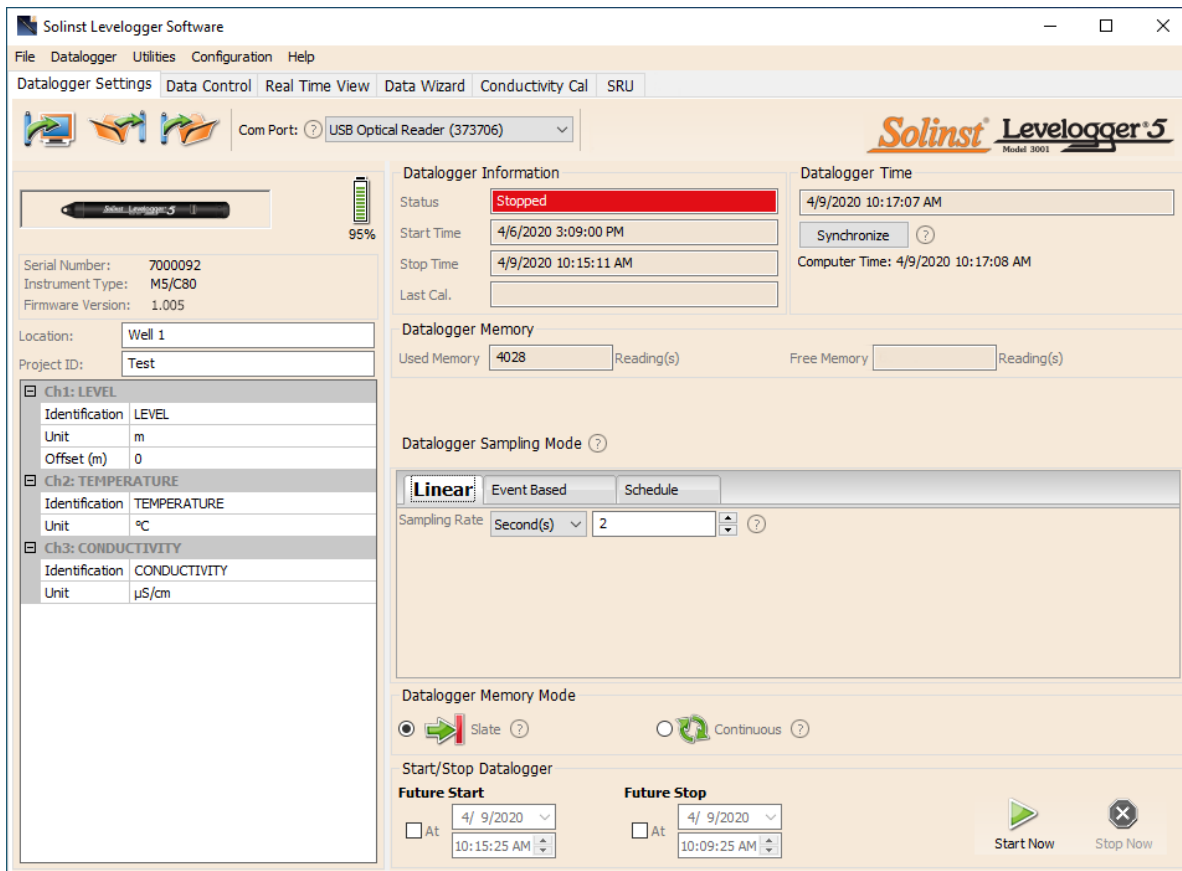 Solinst Levelogger Software
File Datalogger Utilities Configuration Help
Datalogger Settings Data Control Real Time View Data Wizard Conductivity Cal SRU
Com Port: ? USB Optical Reader (373706)
Solinst® Levelogger® 5
Model 3001
Solinst Levelogger 5
95%
Serial Number: 7000092
Instrument Type: M5/C80
Firmware Version: 1.005
Location: Well 1
Project ID: Test
Ch1: LEVEL
Identification LEVEL
Unit m
Offset (m) 0
Ch2: TEMPERATURE
Identification TEMPERATURE
Unit ºC
Ch3: CONDUCTIVITY
Identification CONDUCTIVITY
Unit µS/cm
Datalogger Information
Status Stopped
Start Time 4/6/2020 3:09:00 PM
Stop Time 4/9/2020 10:15:11 AM
Last Cal.
Datalogger Time
4/9/2020 10:17:07 AM
Synchronize ?
Computer Time: 4/9/2020 10:17:08 AM
Datalogger Memory
Used Memory 4028 Reading(s) Free Memory Reading(s)
Datalogger Sampling Mode ?
Linear Event Based Schedule
Sampling Rate Second(s) 2 ?
Datalogger Memory Mode
Slate ? Continuous ?
Start/Stop Datalogger
Future Start
At 4/ 9/2020
10:15:25 AM
Future Stop
At 4/ 9/2020
10:09:25 AM
Start Now Stop Now